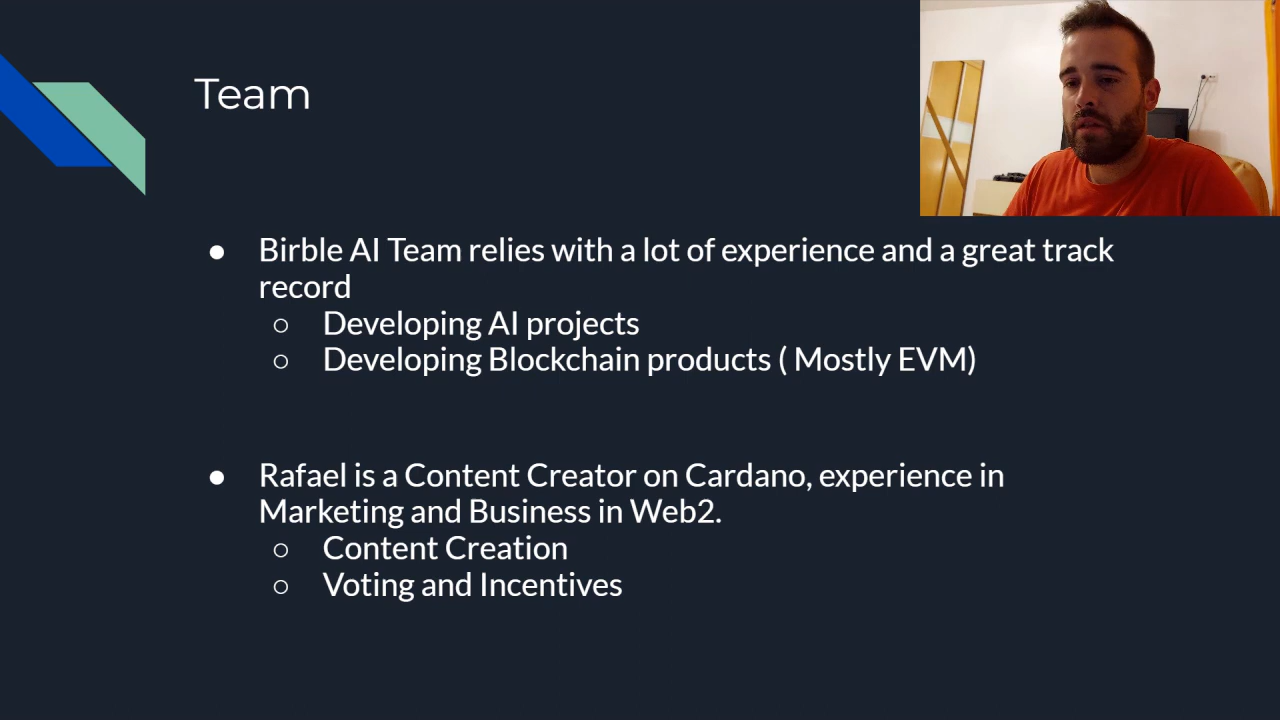 Team
● Birble AI Team relies with a lot of experience and a great track
record
○ Developing AI projects
○ Developing Blockchain products ( Mostly EVM)
● Rafael is a Content Creator on Cardano, experience in
Marketing and Business in Web2.
○ Content Creation
○ Voting and Incentives